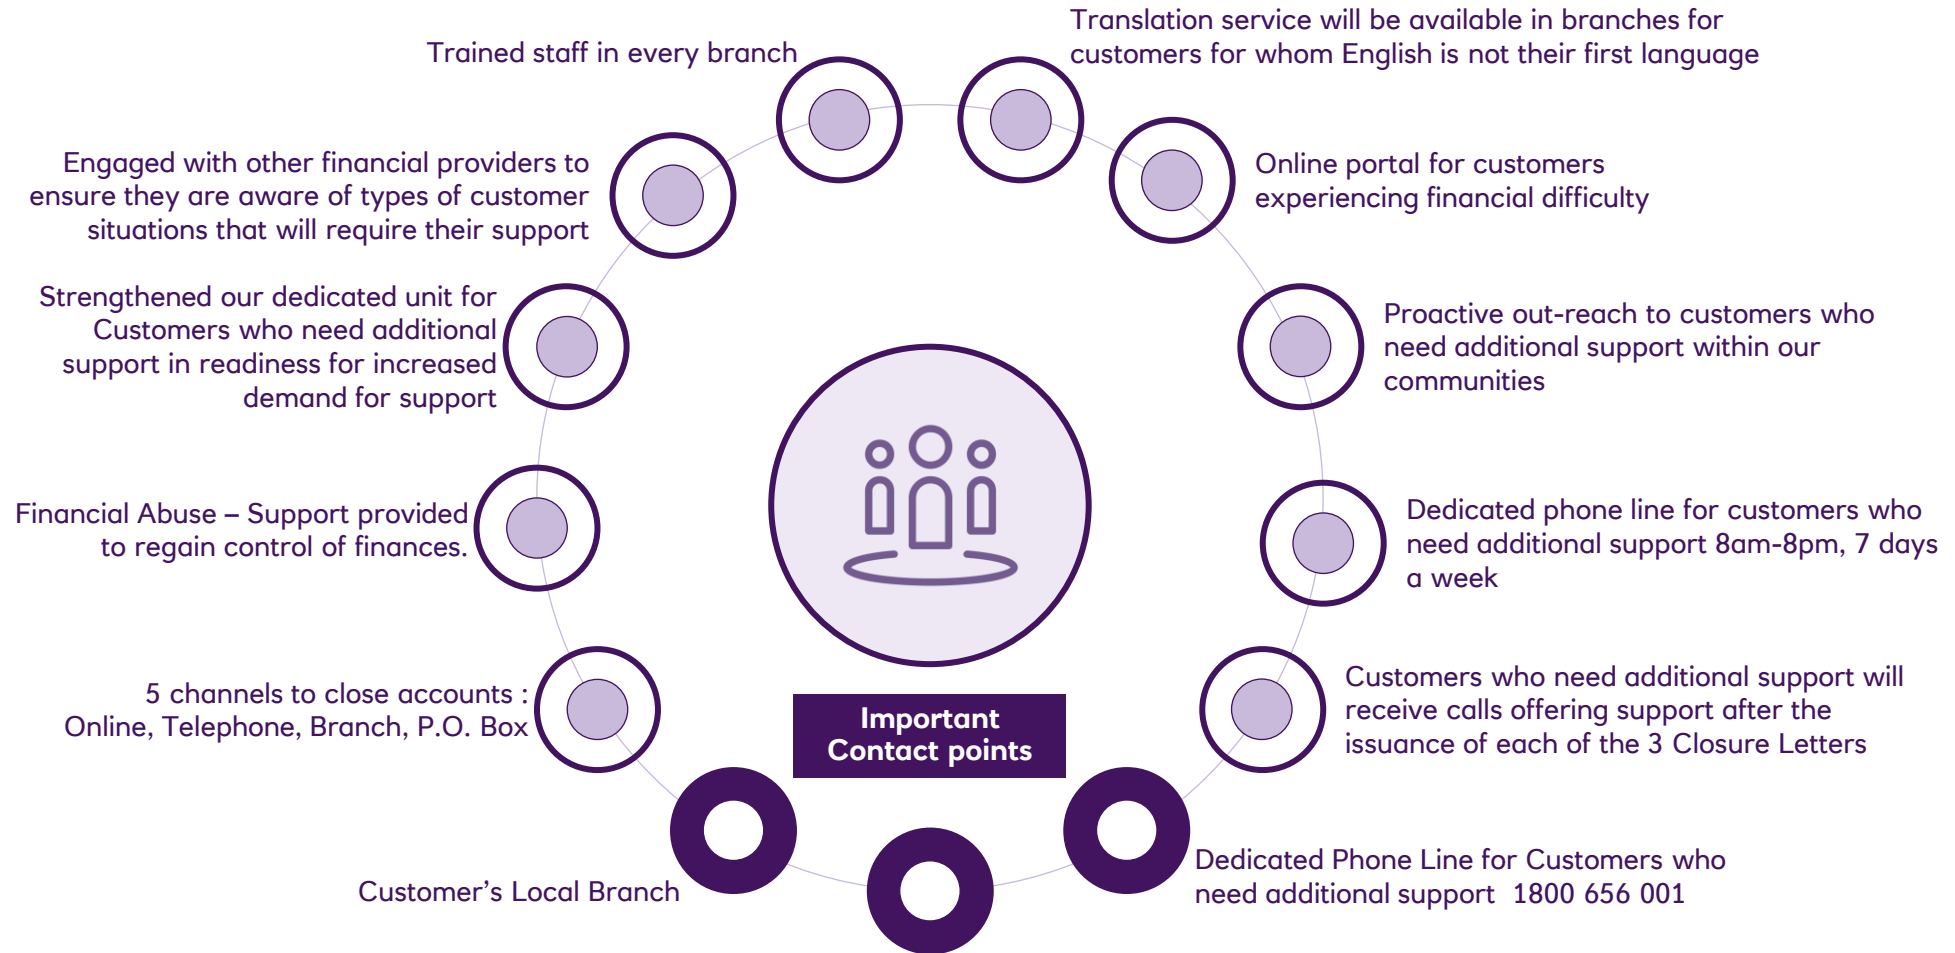 Trained staff in every branch
Translation service will be available in branches for
customers for whom English is not their first language
Engaged with other financial providers to
ensure they are aware of types of customer
situations that will require their support
Online portal for customers
experiencing financial difficulty
Strengthened our dedicated unit for
Customers who need additional
support in readiness for increased
demand for support
Proactive out-reach to customers who
need additional support within our
communities
Financial Abuse – Support provided
to regain control of finances.
Dedicated phone line for customers who
need additional support 8am-8pm, 7 days
a week
5 channels to close accounts :
Online, Telephone, Branch, P.O. Box
Customers who need additional support will
receive calls offering support after the
issuance of each of the 3 Closure Letters
Important
Contact points
Customer’s Local Branch
Dedicated Phone Line for Customers who
need additional support 1800 656 001